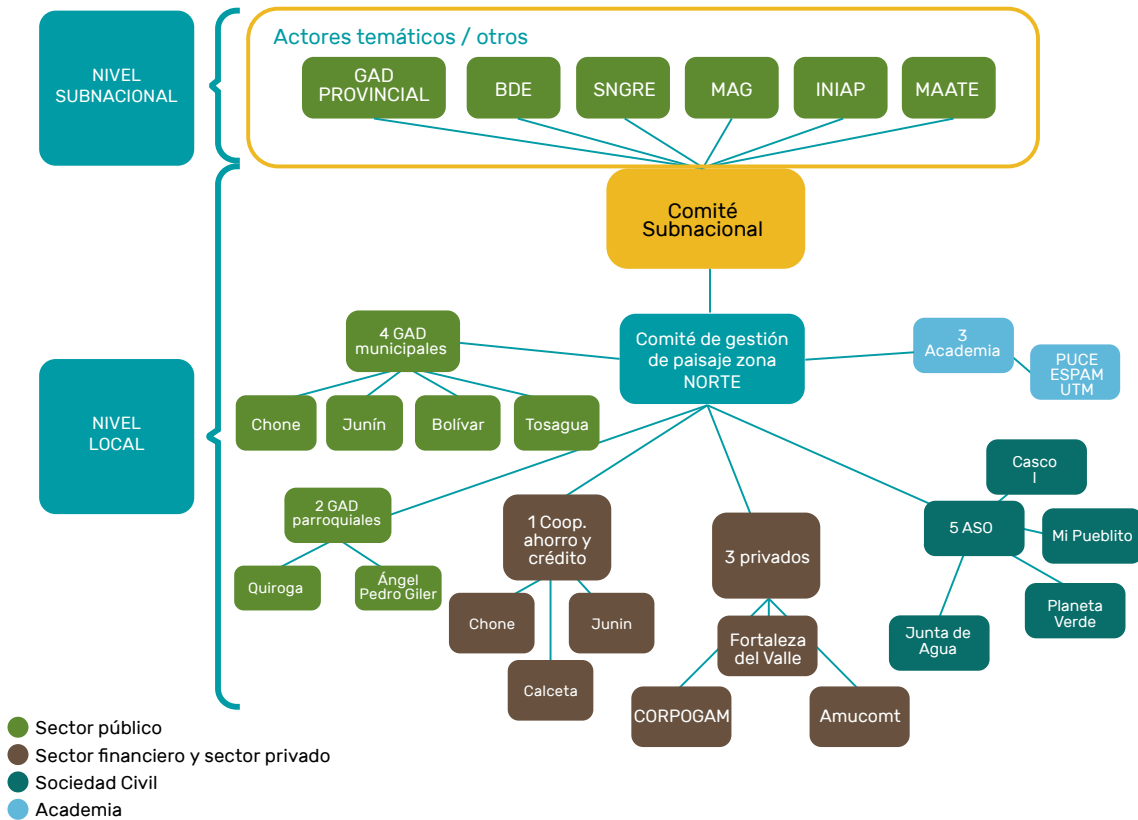 NIVEL
SUBNACIONAL
Actores temáticos / otros
GAD
PROVINCIAL
BDE
SNGRE
MAG
INIAP
MAATE
Comité
Subnacional
NIVEL
LOCAL
4 GAD
municipales
Comité de gestión
de paisaje zona
NORTE
3
Academia
PUCE
ESPAM
UTM
Chone
Junín
Bolívar
Tosagua
2 GAD
parroquiales
Quiroga
Ángel
Pedro Giler
1 Coop.
ahorro y
crédito
Chone
Junin
Calceta
3 privados
Fortaleza
del Valle
CORPOGAM
Amucomt
Casco
I
5 ASO
Mi Pueblito
Planeta
Verde
Junta de
Agua
Sector público
Sector financiero y sector privado
Sociedad Civil
Academia